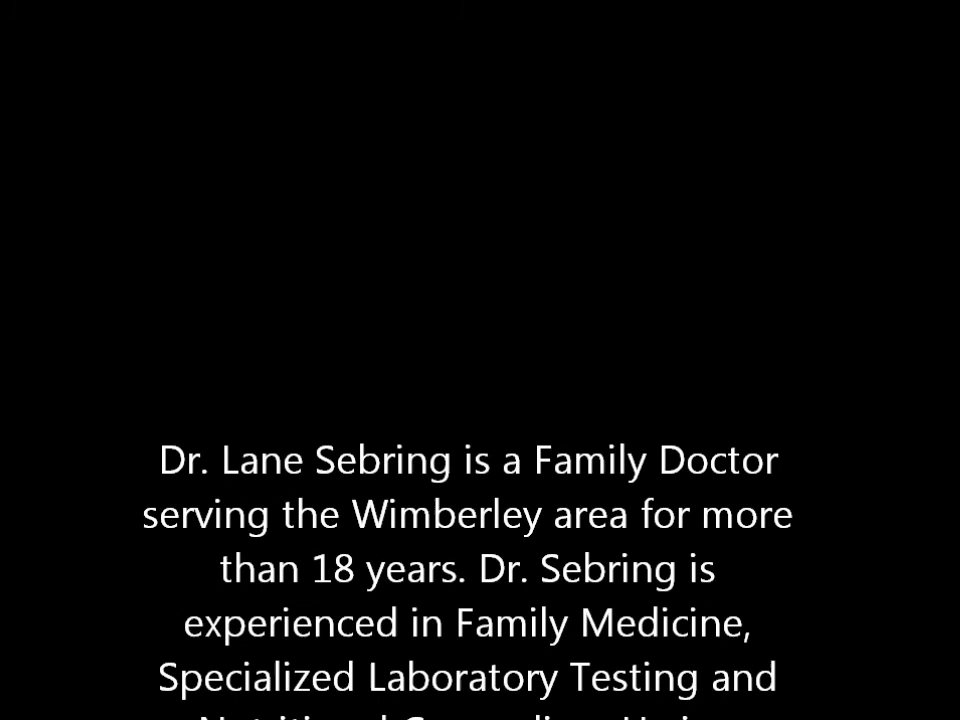 Dr. Lane Sebring is a Family Doctor
serving the Wimberley area for more
than 18 years. Dr. Sebring is
experienced in Family Medicine,
Specialized Laboratory Testing and